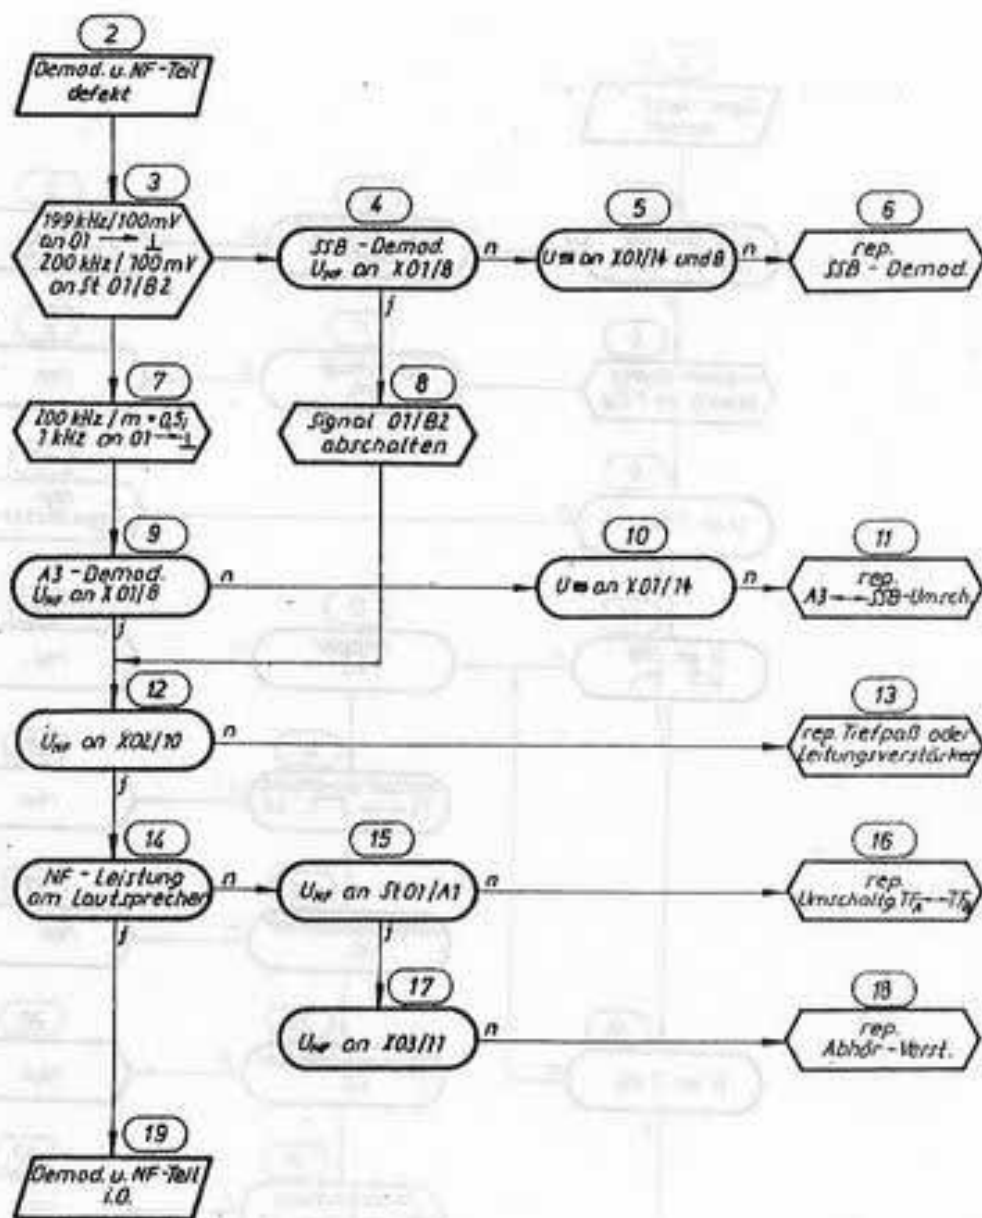 2
Demod. u. NF-Teil
defekt
3
199 kHz/100mV
an 01 → ⊥
200 kHz/100mV
an St 01/B2
4
SSB - Demod.
U_NF an X01/8
n
j
5
U= an X01/14 und 8
n
6
rep.
SSB - Demod.
7
200 kHz / m = 0,5;
1 kHz an 01 → ⊥
8
Signal 01/B2
abschalten
9
A3 - Demod.
U_NF an X01/8
n
j
10
U= an X01/14
n
11
rep.
A3 ↔ SSB-Umsch.
12
U_NF an X02/10
n
j
13
rep. Tiefpaß oder
Leitungsverstärker
14
NF - Leistung
am Lautsprecher
n
j
15
U_NF an St01/A1
n
j
16
rep.
Umschaltg. TF_A ↔ TF_B
17
U_NF an X03/11
n
18
rep.
Abhör-Verst.
19
Demod. u. NF-Teil
i.O.